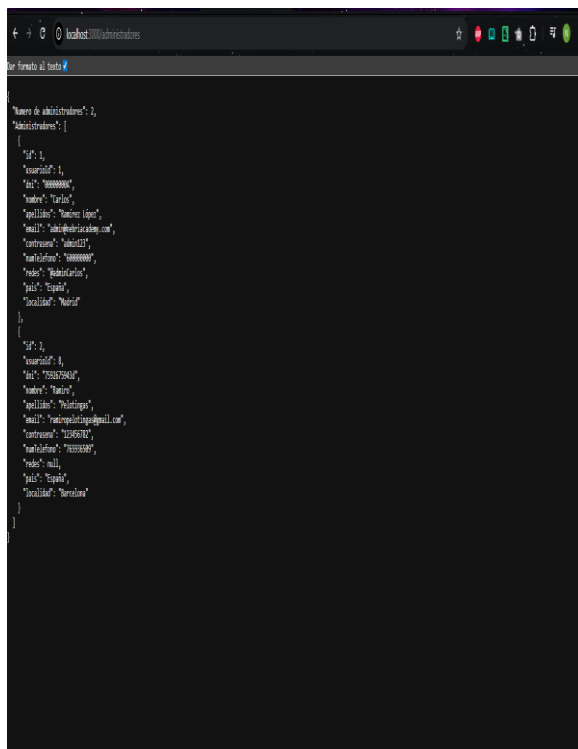 localhost:3000/administradores
Dar formato al texto
{
"Numero de administradores": 2,
"Administradores": [
{
"id": 1,
"usuarioId": 1,
"dni": "00000000A",
"nombre": "Carlos",
"apellidos": "Ramírez López",
"email": "admin@nebriacademy.com",
"contrasena": "admin123",
"numTelefono": "600000000",
"redes": "@adminCarlos",
"pais": "España",
"localidad": "Madrid"
},
{
"id": 2,
"usuarioId": 8,
"dni": "7592675943d",
"nombre": "Ramiro",
"apellidos": "Pelotingas",
"email": "ramiropelotingas@gmail.com",
"contrasena": "123456782",
"numTelefono": "769936509",
"redes": null,
"pais": "España",
"localidad": "Barcelona"
}
]
}